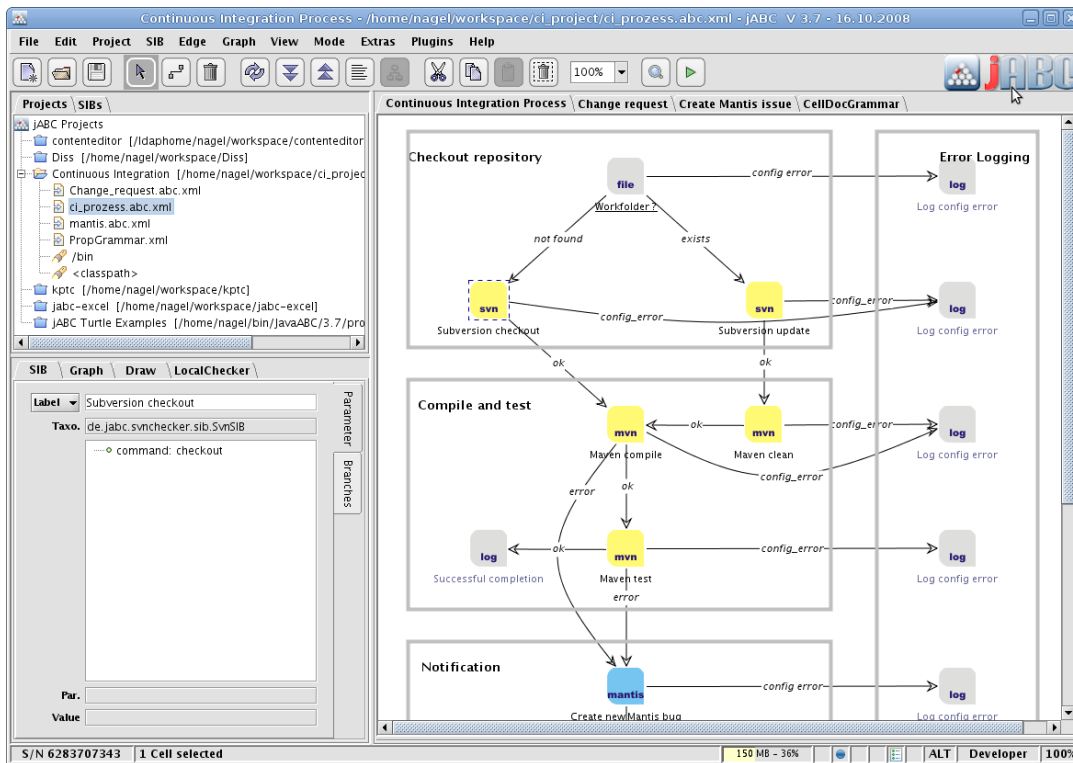 Continuous Integration Process - /home/nagel/workspace/ci_project/ci_prozess.abc.xml - jABC V 3.7 - 16.10.2008
File Edit Project SIB Edge Graph View Mode Extras Plugins Help
100%
jABC
Projects SIBs
jABC Projects
contenteditor [/ldaphome/nagel/workspace/contenteditor
Diss [/home/nagel/workspace/Diss]
Continuous Integration [/home/nagel/workspace/ci_projec
Change_request.abc.xml
ci_prozess.abc.xml
mantis.abc.xml
PropGrammar.xml
/bin
<classpath>
kptc [/home/nagel/workspace/kptc]
jabc-excel [/home/nagel/workspace/jabc-excel]
jABC Turtle Examples [/home/nagel/bin/JavaABC/3.7/pro
SIB Graph Draw LocalChecker
Label Subversion checkout
Taxo. de.jabc.svnchecker.sib.SvnSIB
command: checkout
Parameter
Branches
Par.
Value
Continuous Integration Process Change request Create Mantis issue CellDocGrammar
Checkout repository
Error Logging
file
config error
log
Workfolder ?
Log config error
not found
exists
svn
svn
config_error
log
config_error
Subversion checkout
Subversion update
Log config error
ok
ok
Compile and test
mvn
ok
mvn
config_error
log
Maven compile
Maven clean
Log config error
config_error
error
ok
log
ok
mvn
config_error
log
Successful completion
Maven test
Log config error
error
Notification
mantis
config error
log
Create new Mantis bug
Log config error
S/N 6283707343 1 Cell selected
150 MB - 36%
ALT Developer 100%